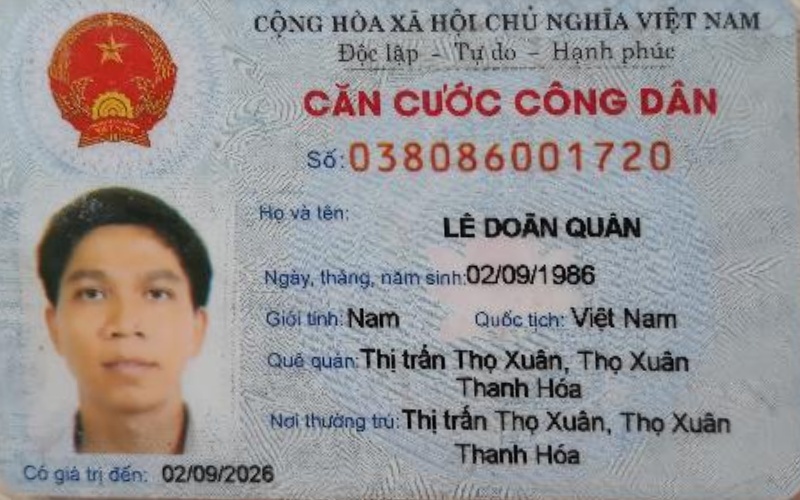 CỘNG HÒA XÃ HỘI CHỦ NGHĨA VIỆT NAM
Độc lập - Tự do - Hạnh phúc
CĂN CƯỚC CÔNG DÂN
Số: 038086001720
Họ và tên: LÊ DOÃN QUÂN
Ngày, tháng, năm sinh: 02/09/1986
Giới tính: Nam Quốc tịch: Việt Nam
Quê quán: Thị trấn Thọ Xuân, Thọ Xuân
Thanh Hóa
Nơi thường trú: Thị trấn Thọ Xuân, Thọ Xuân
Thanh Hóa
Có giá trị đến: 02/09/2026